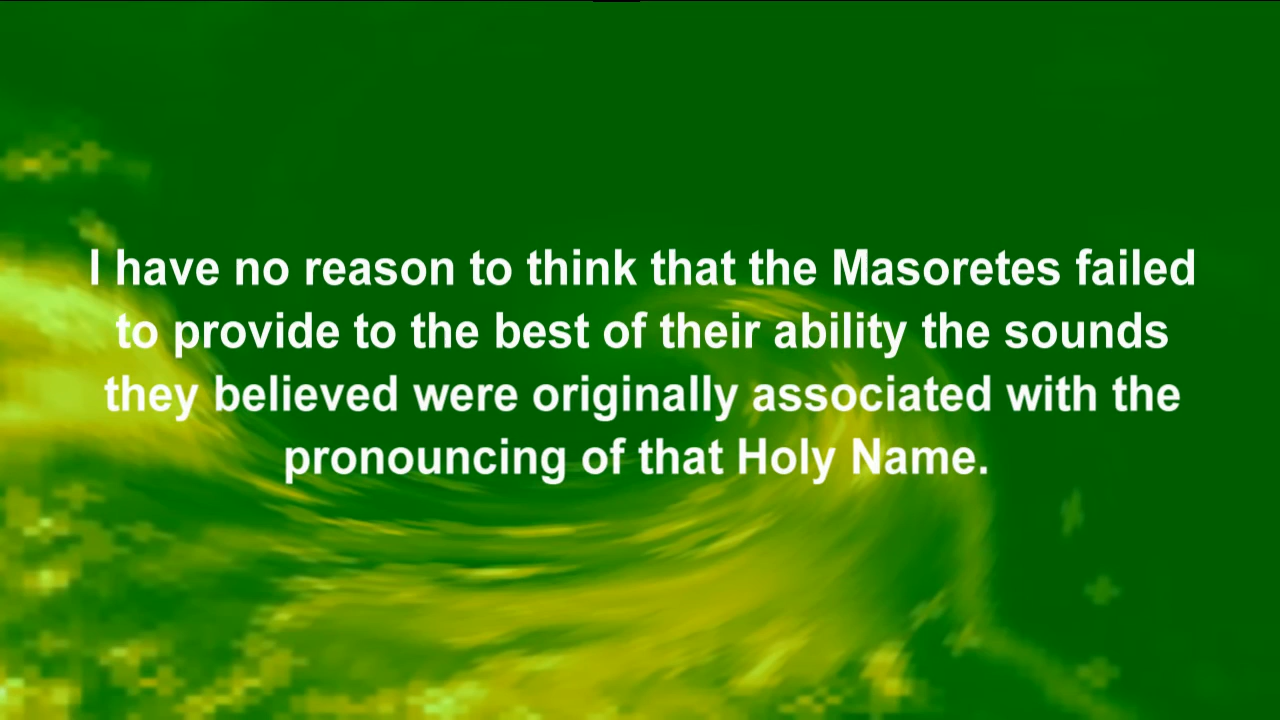 I have no reason to think that the Masoretes failed
to provide to the best of their ability the sounds
they believed were originally associated with the
pronouncing of that Holy Name.